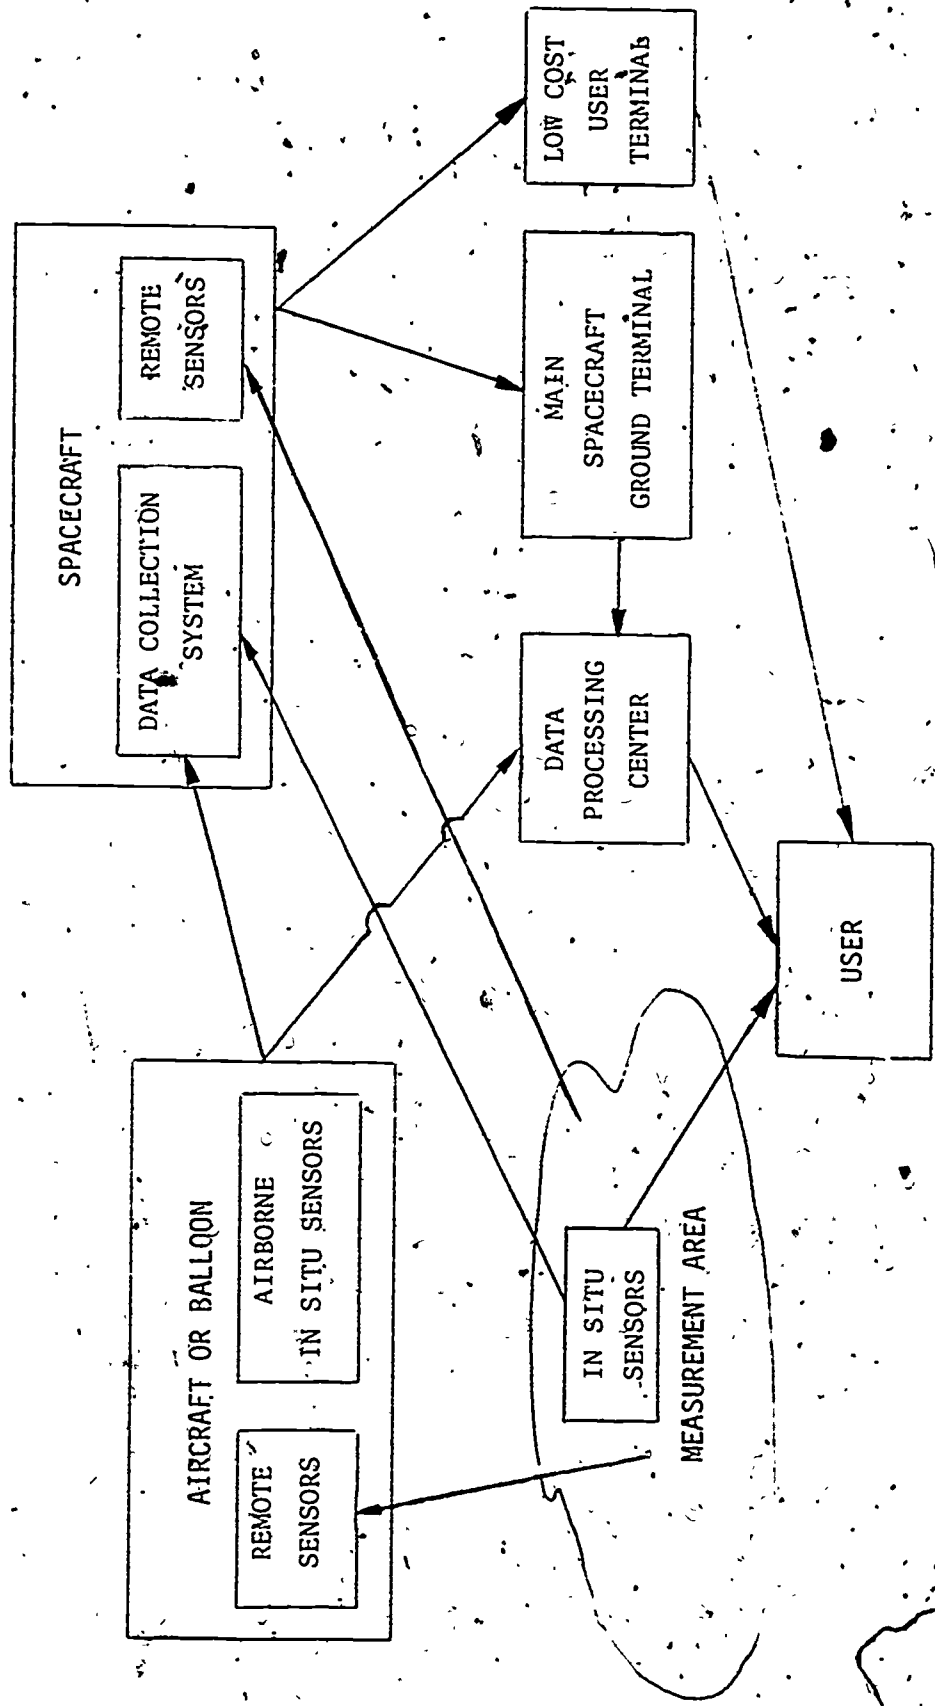 AIRCRAFT OR BALLOON
REMOTE
SENSORS
AIRBORNE
IN SITU SENSORS
SPACECRAFT
DATA COLLECTION
SYSTEM
REMOTE
SENSORS
IN SITU
SENSORS
MEASUREMENT AREA
DATA
PROCESSING
CENTER
MAIN
SPACECRAFT
GROUND TERMINAL
LOW COST
USER
TERMINAL
USER